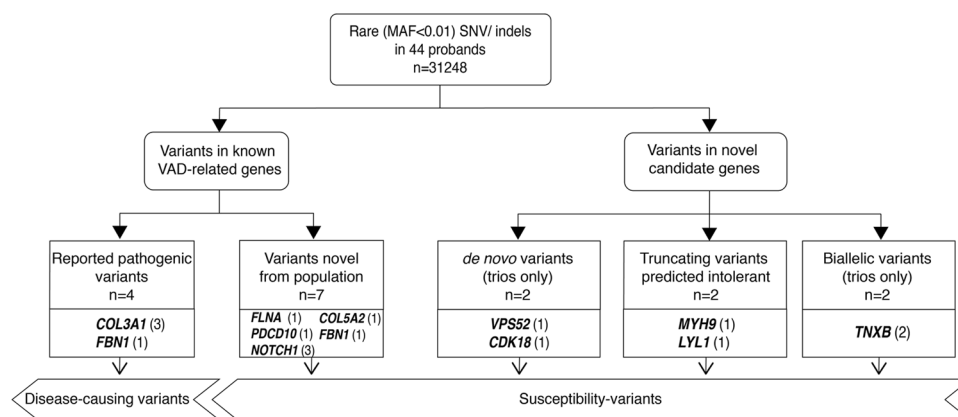 Rare (MAF<0.01) SNV/ indels
in 44 probands
n=31248
Variants in known
VAD-related genes
Variants in novel
candidate genes
Reported pathogenic
variants
n=4
COL3A1 (3)
FBN1 (1)
Variants novel
from population
n=7
FLNA (1) COL5A2 (1)
PDCD10 (1) FBN1 (1)
NOTCH1 (3)
de novo variants
(trios only)
n=2
VPS52 (1)
CDK18 (1)
Truncating variants
predicted intolerant
n=2
MYH9 (1)
LYL1 (1)
Biallelic variants
(trios only)
n=2
TNXB (2)
Disease-causing variants
Susceptibility-variants